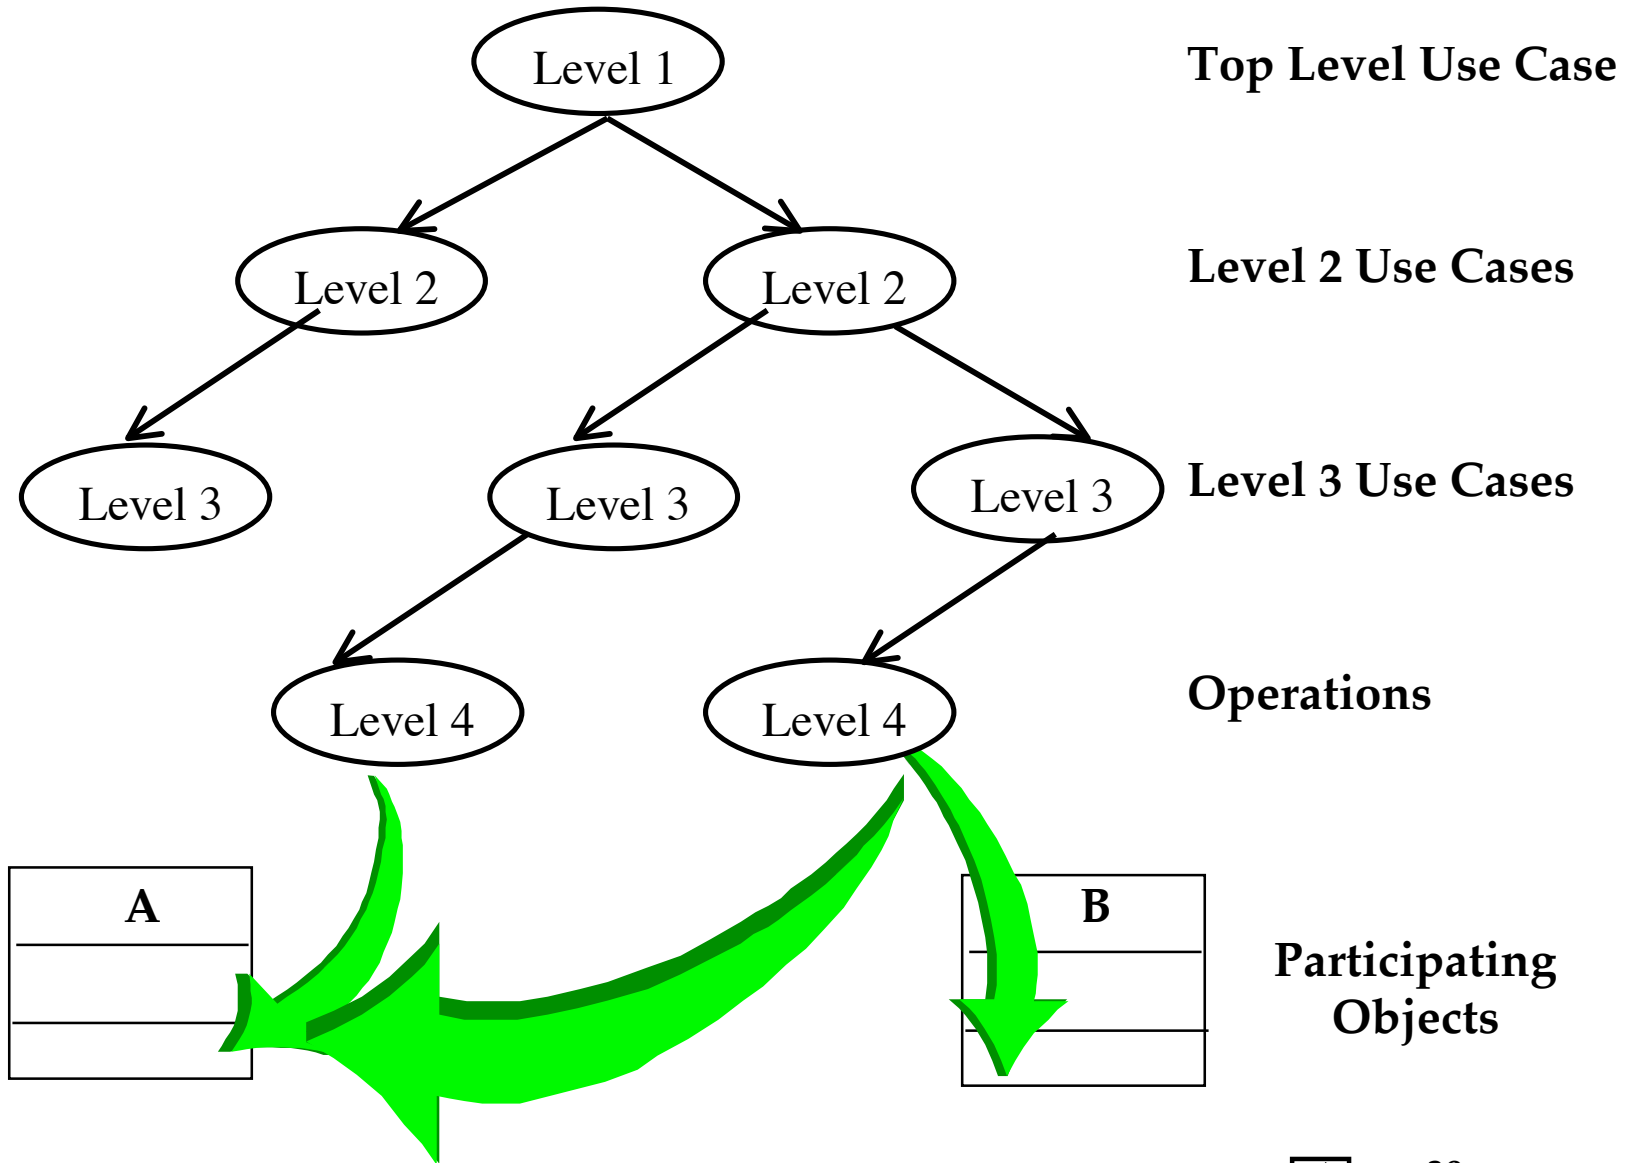 Level 1
Top Level Use Case
Level 2
Level 2
Level 2 Use Cases
Level 3
Level 3
Level 3
Level 3 Use Cases
Level 4
Level 4
Operations
A
B
Participating
Objects